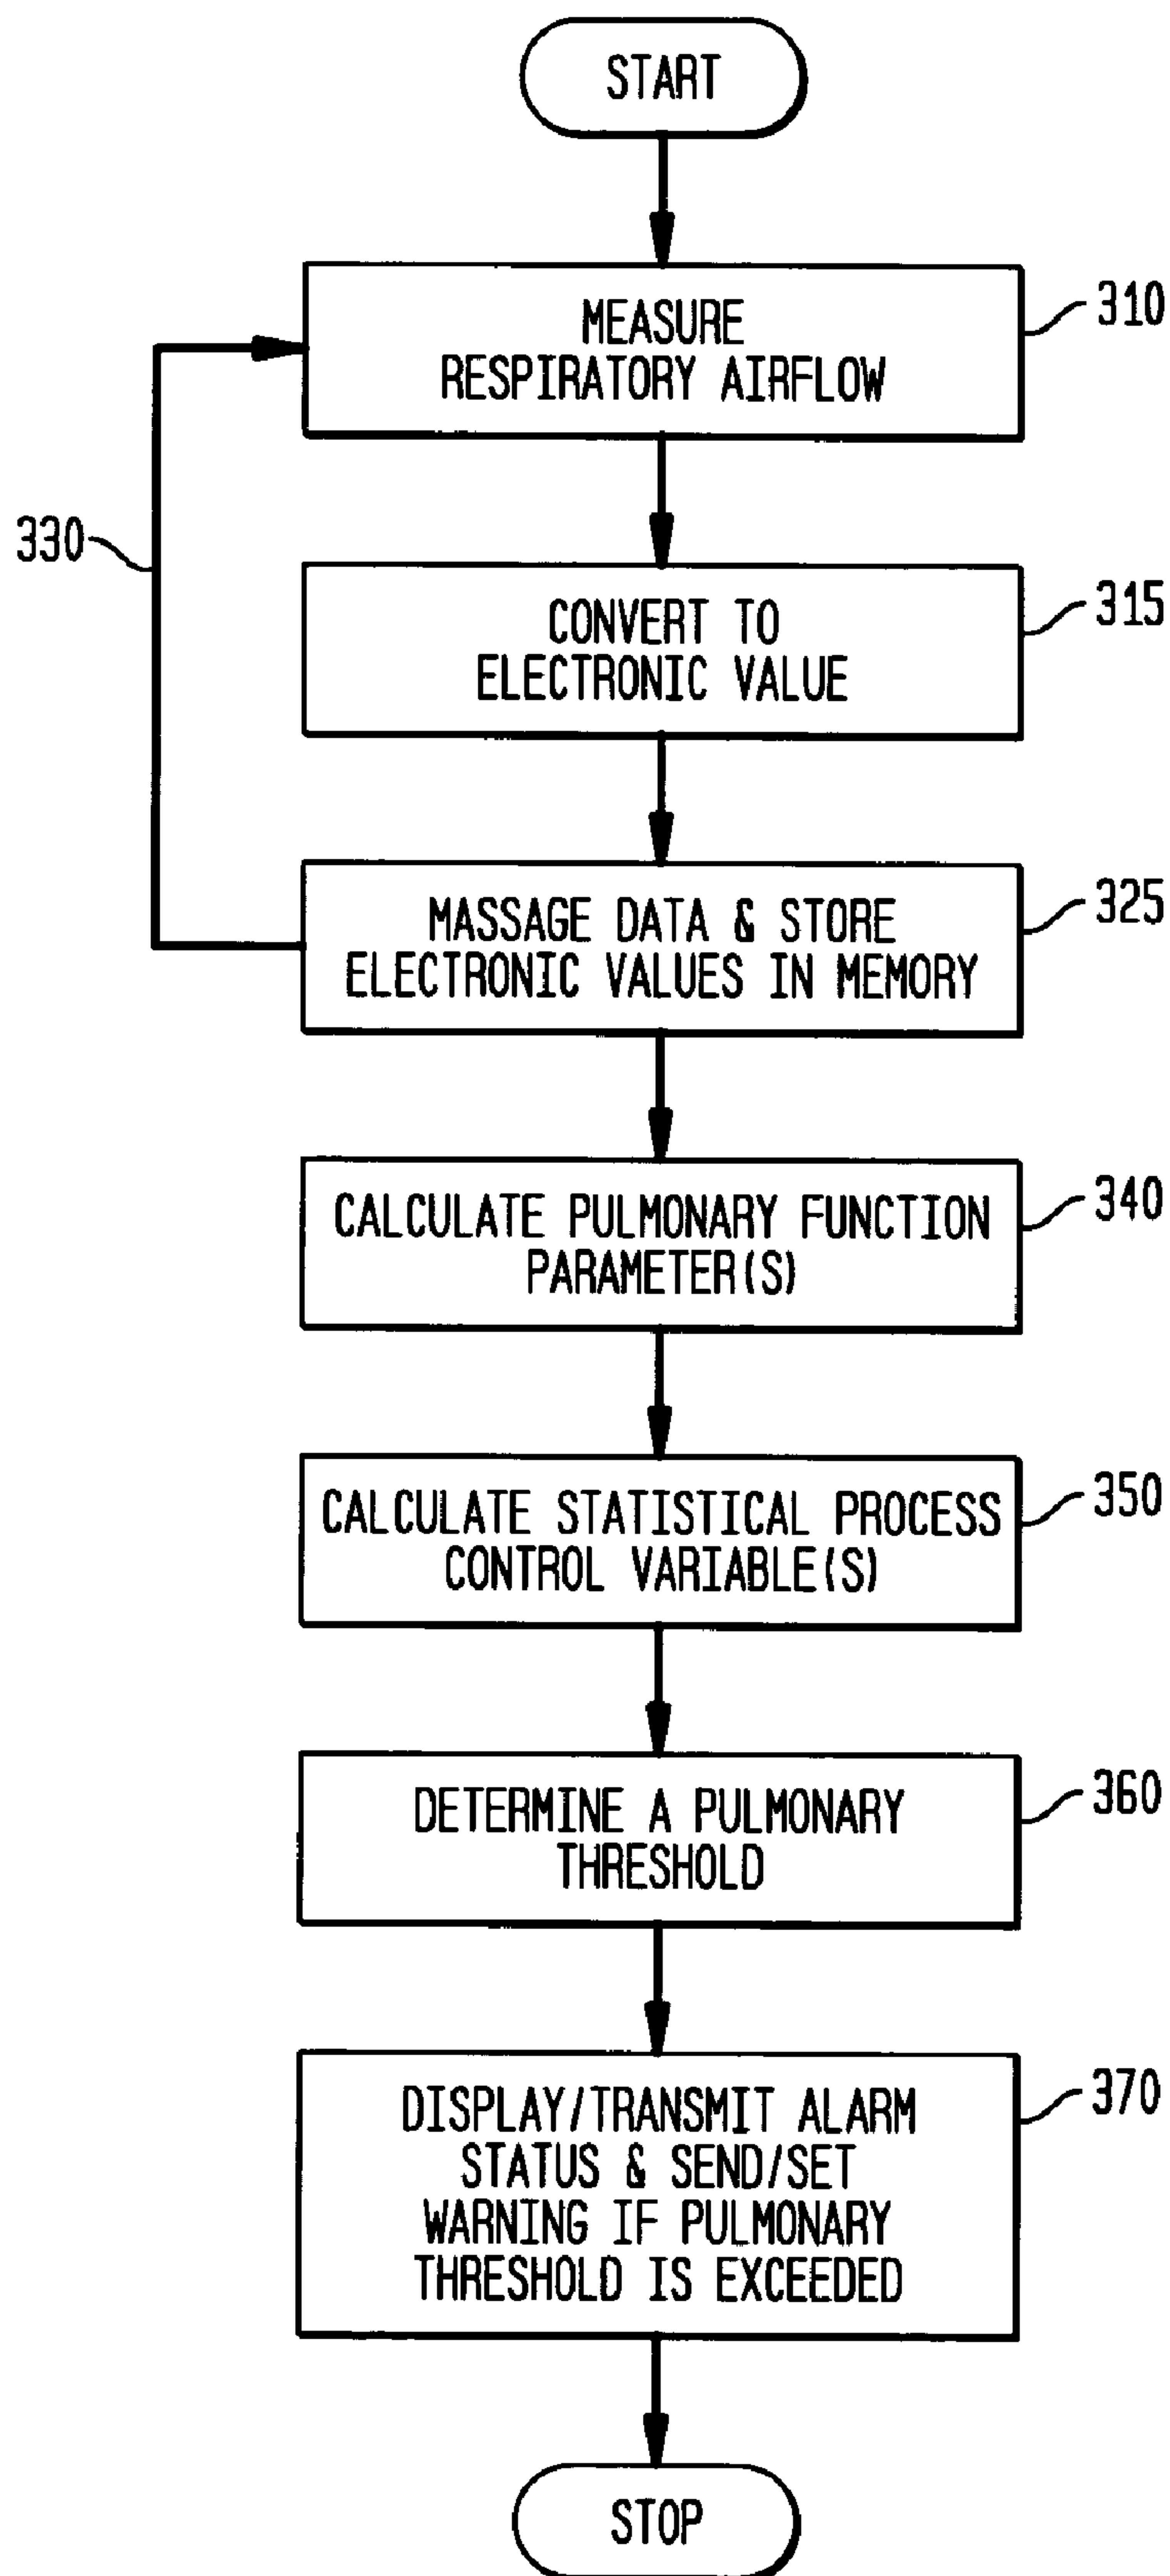 START
MEASURE
RESPIRATORY AIRFLOW
310
330
CONVERT TO
ELECTRONIC VALUE
315
MASSAGE DATA & STORE
ELECTRONIC VALUES IN MEMORY
325
CALCULATE PULMONARY FUNCTION
PARAMETER(S)
340
CALCULATE STATISTICAL PROCESS
CONTROL VARIABLE(S)
350
DETERMINE A PULMONARY
THRESHOLD
360
DISPLAY/TRANSMIT ALARM
STATUS & SEND/SET
WARNING IF PULMONARY
THRESHOLD IS EXCEEDED
370
STOP